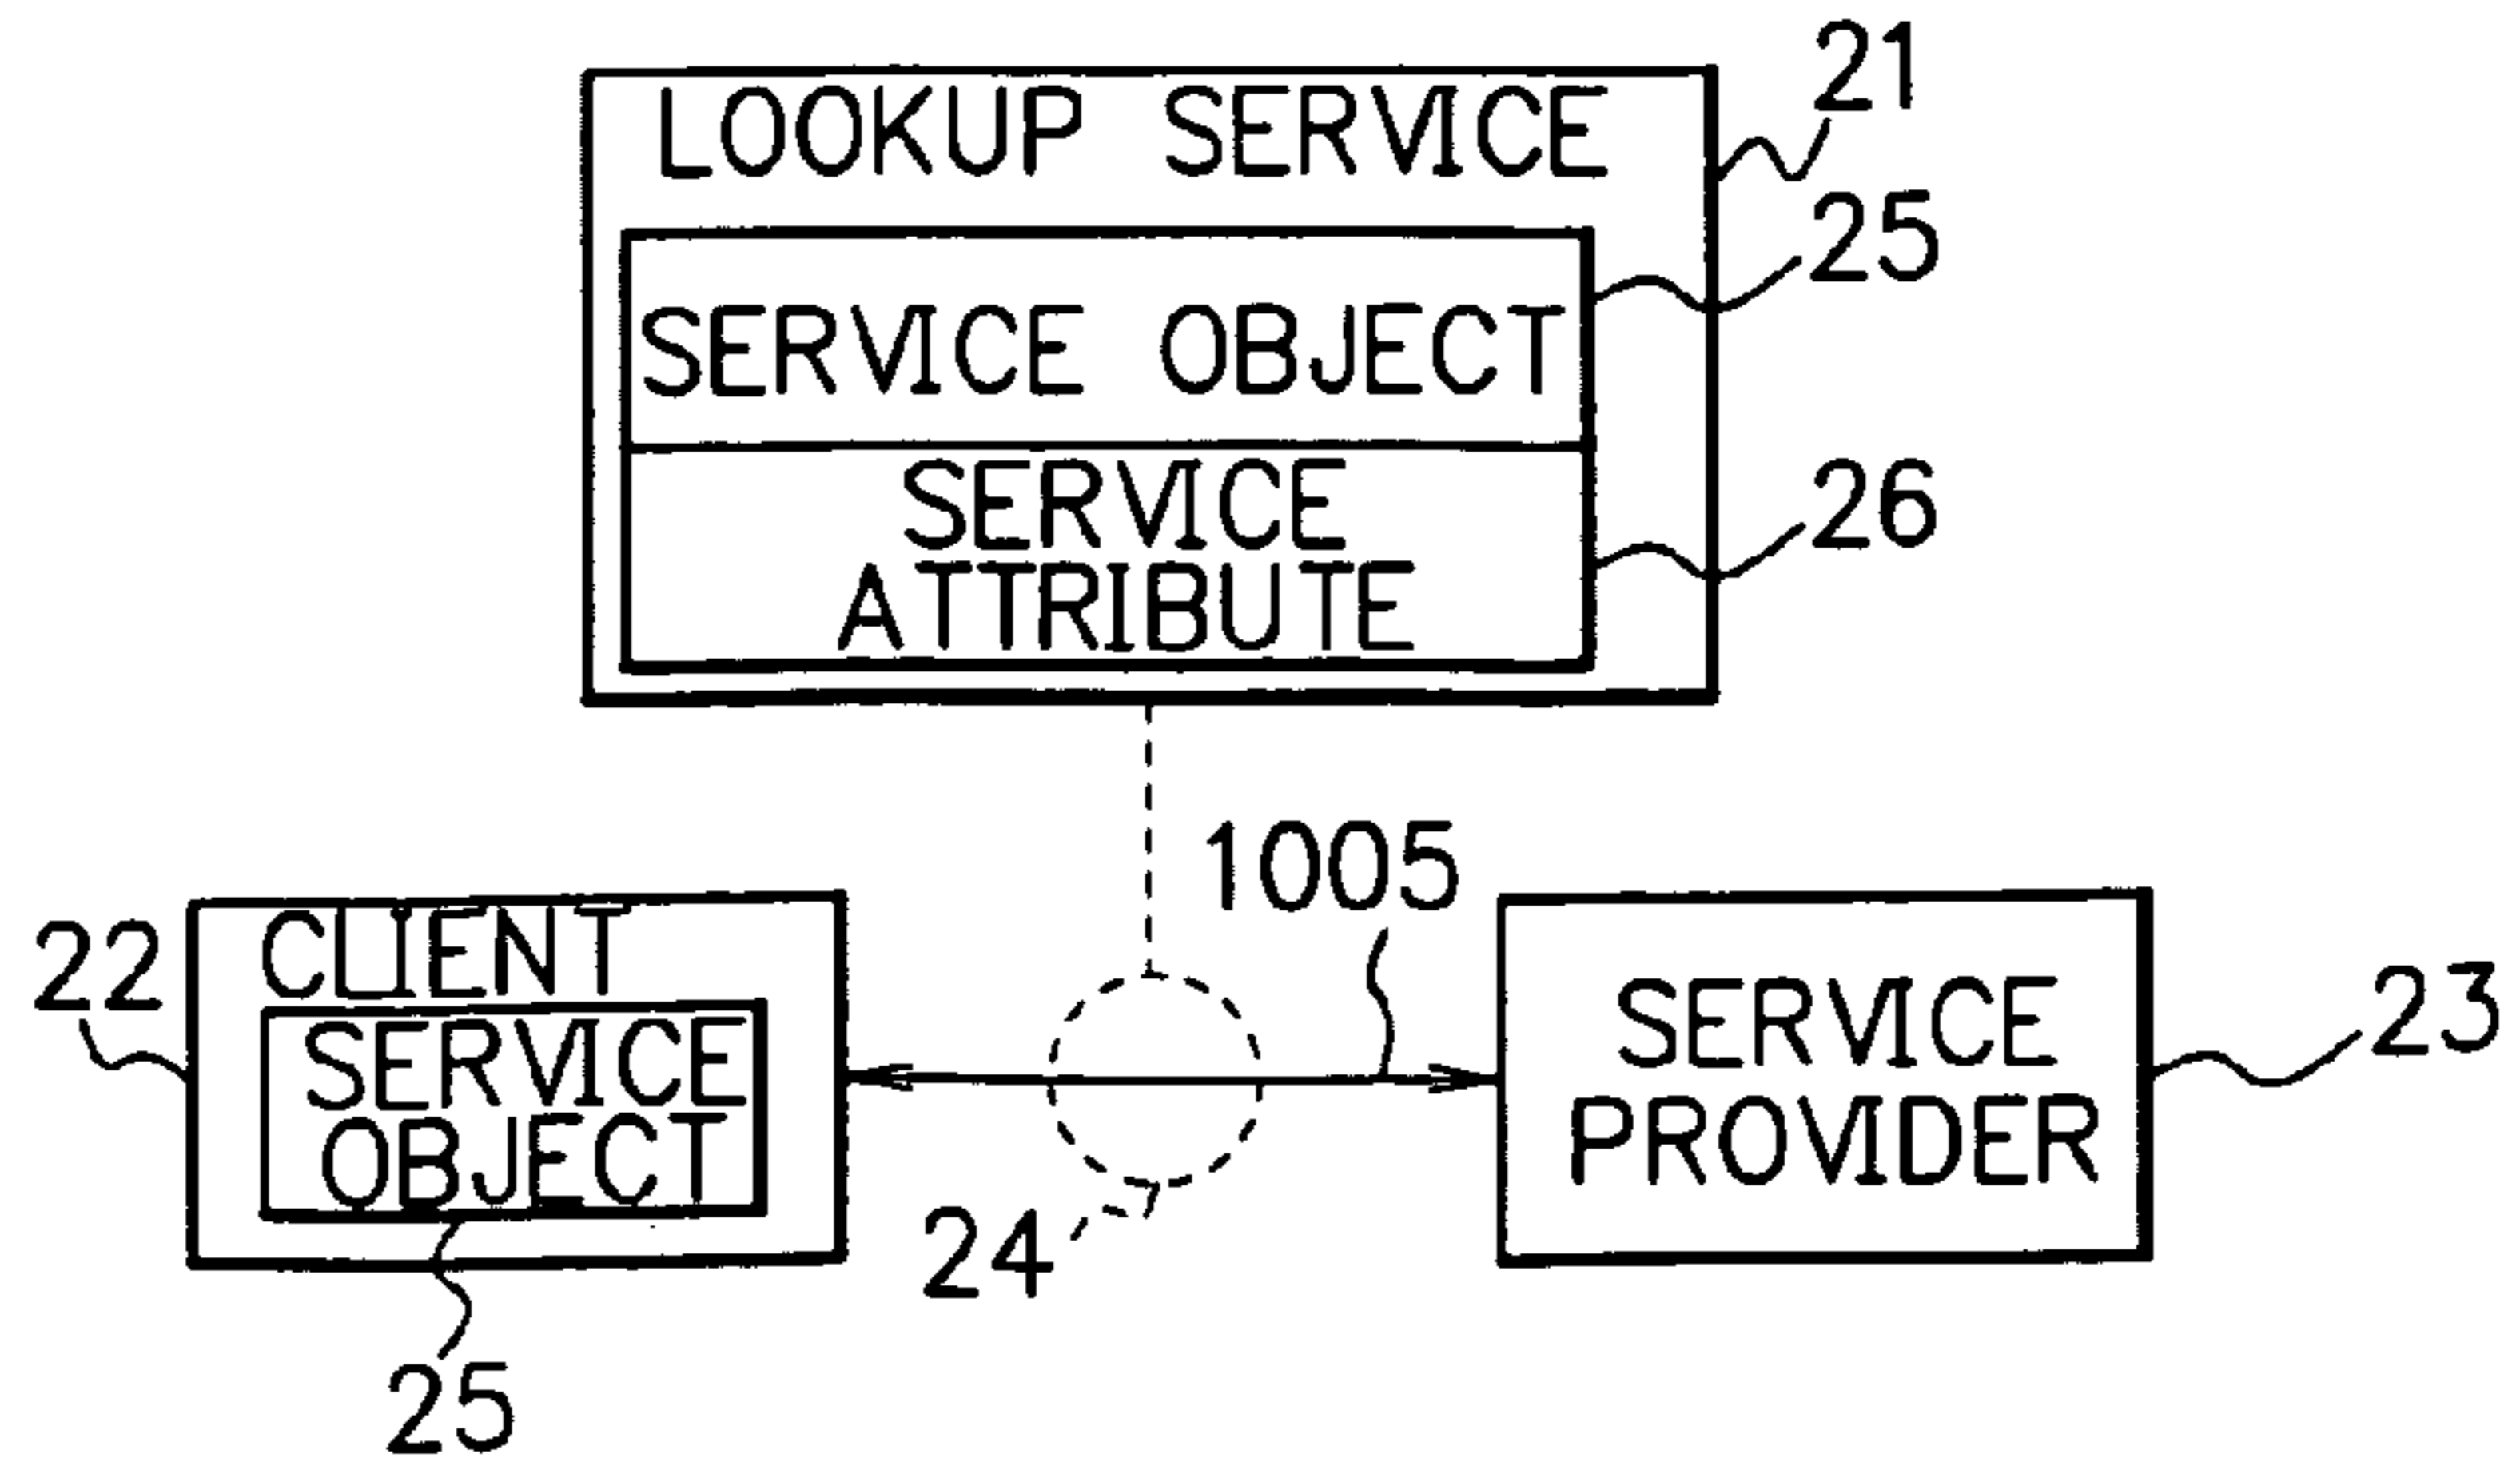 21
LOOKUP SERVICE
25
SERVICE OBJECT
26
SERVICE
ATTRIBUTE
1005
22
CLIENT
SERVICE
OBJECT
23
SERVICE
PROVIDER
24
25